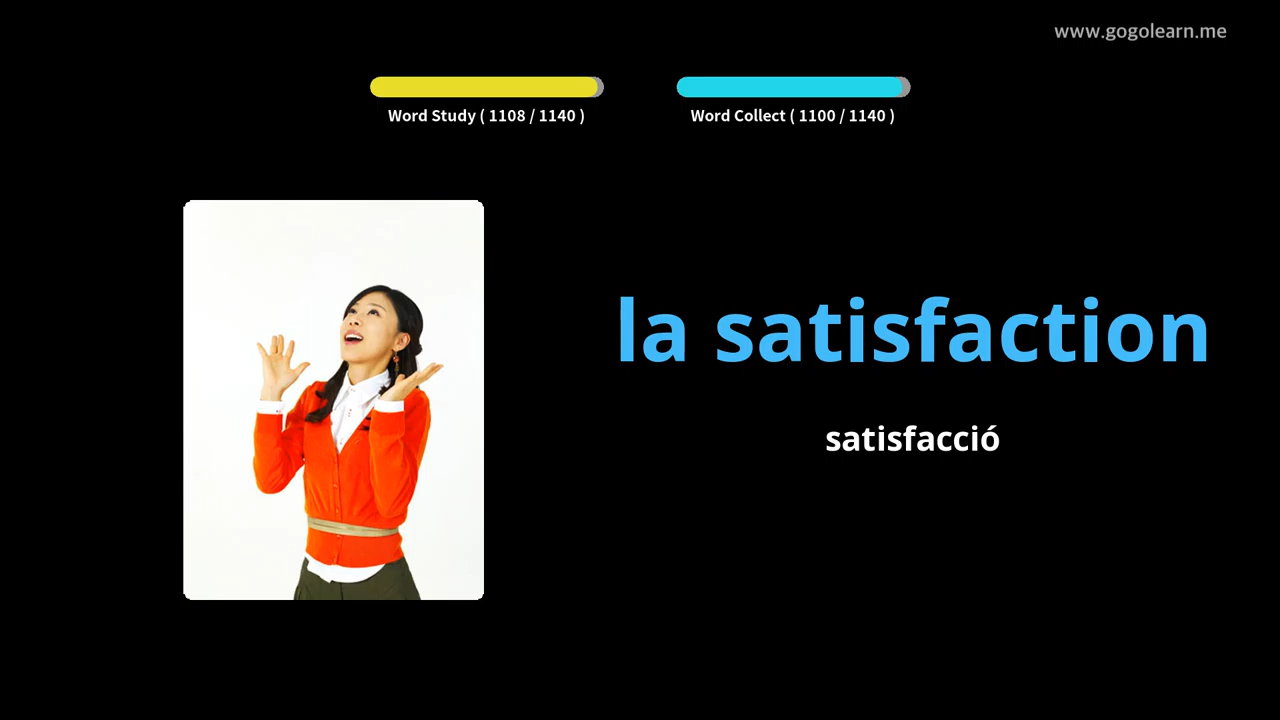 www.gogolearn.me
Word Study ( 1108 / 1140 )
Word Collect ( 1100 / 1140 )
la satisfaction
satisfacció